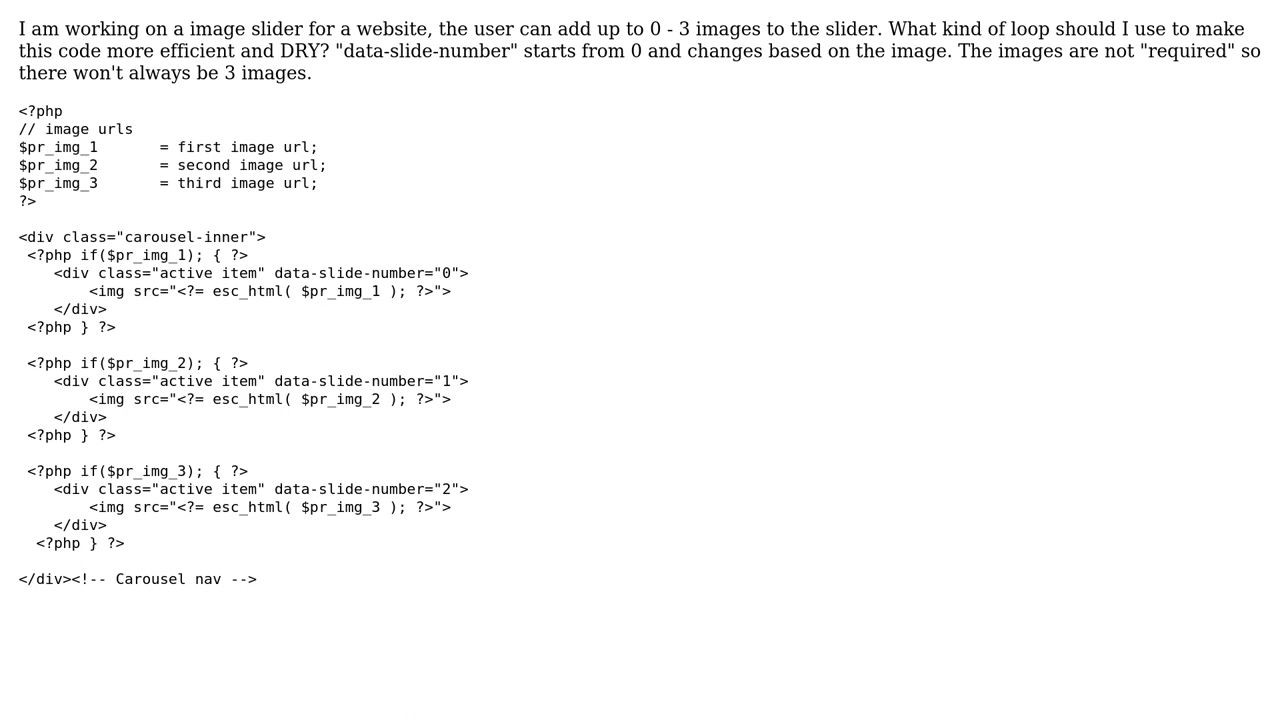 I am working on a image slider for a website, the user can add up to 0 - 3 images to the slider. What kind of loop should I use to make
this code more efficient and DRY? "data-slide-number" starts from 0 and changes based on the image. The images are not "required" so
there won't always be 3 images.
<?php
// image urls
$pr_img_1       = first image url;
$pr_img_2       = second image url;
$pr_img_3       = third image url;
?>
<div class="carousel-inner">
 <?php if($pr_img_1); { ?>
    <div class="active item" data-slide-number="0">
        <img src="<?= esc_html( $pr_img_1 ); ?>">
    </div>
 <?php } ?>
 <?php if($pr_img_2); { ?>
    <div class="active item" data-slide-number="1">
        <img src="<?= esc_html( $pr_img_2 ); ?>">
    </div>
 <?php } ?>
 <?php if($pr_img_3); { ?>
    <div class="active item" data-slide-number="2">
        <img src="<?= esc_html( $pr_img_3 ); ?>">
    </div>
  <?php } ?>
</div><!-- Carousel nav -->